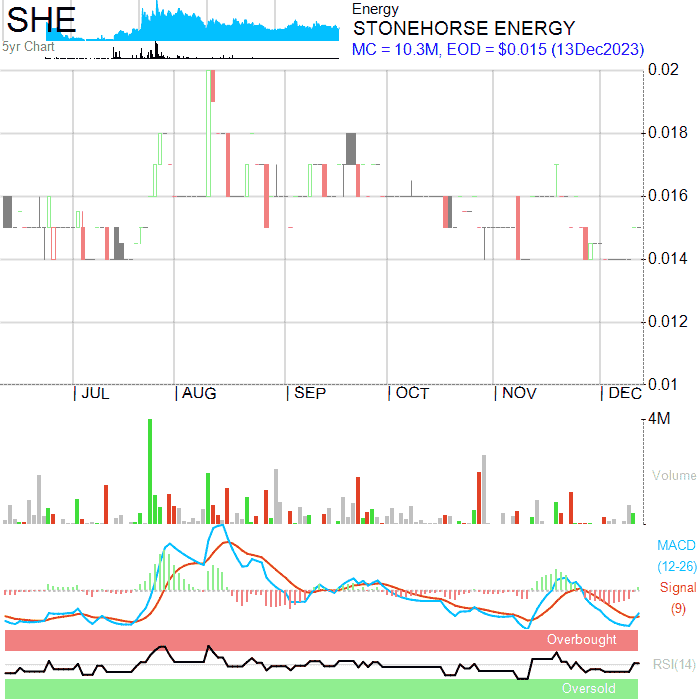 SHE
Energy
STONEHORSE ENERGY
5yr Chart
MC = 10.3M, EOD = $0.015 (13Dec2023)
0.02
0.018
0.016
0.014
0.012
0.01
JUL AUG SEP OCT NOV DEC
4M
Volume
MACD
(12-26)
Signal
(9)
Overbought
RSI(14)
Oversold